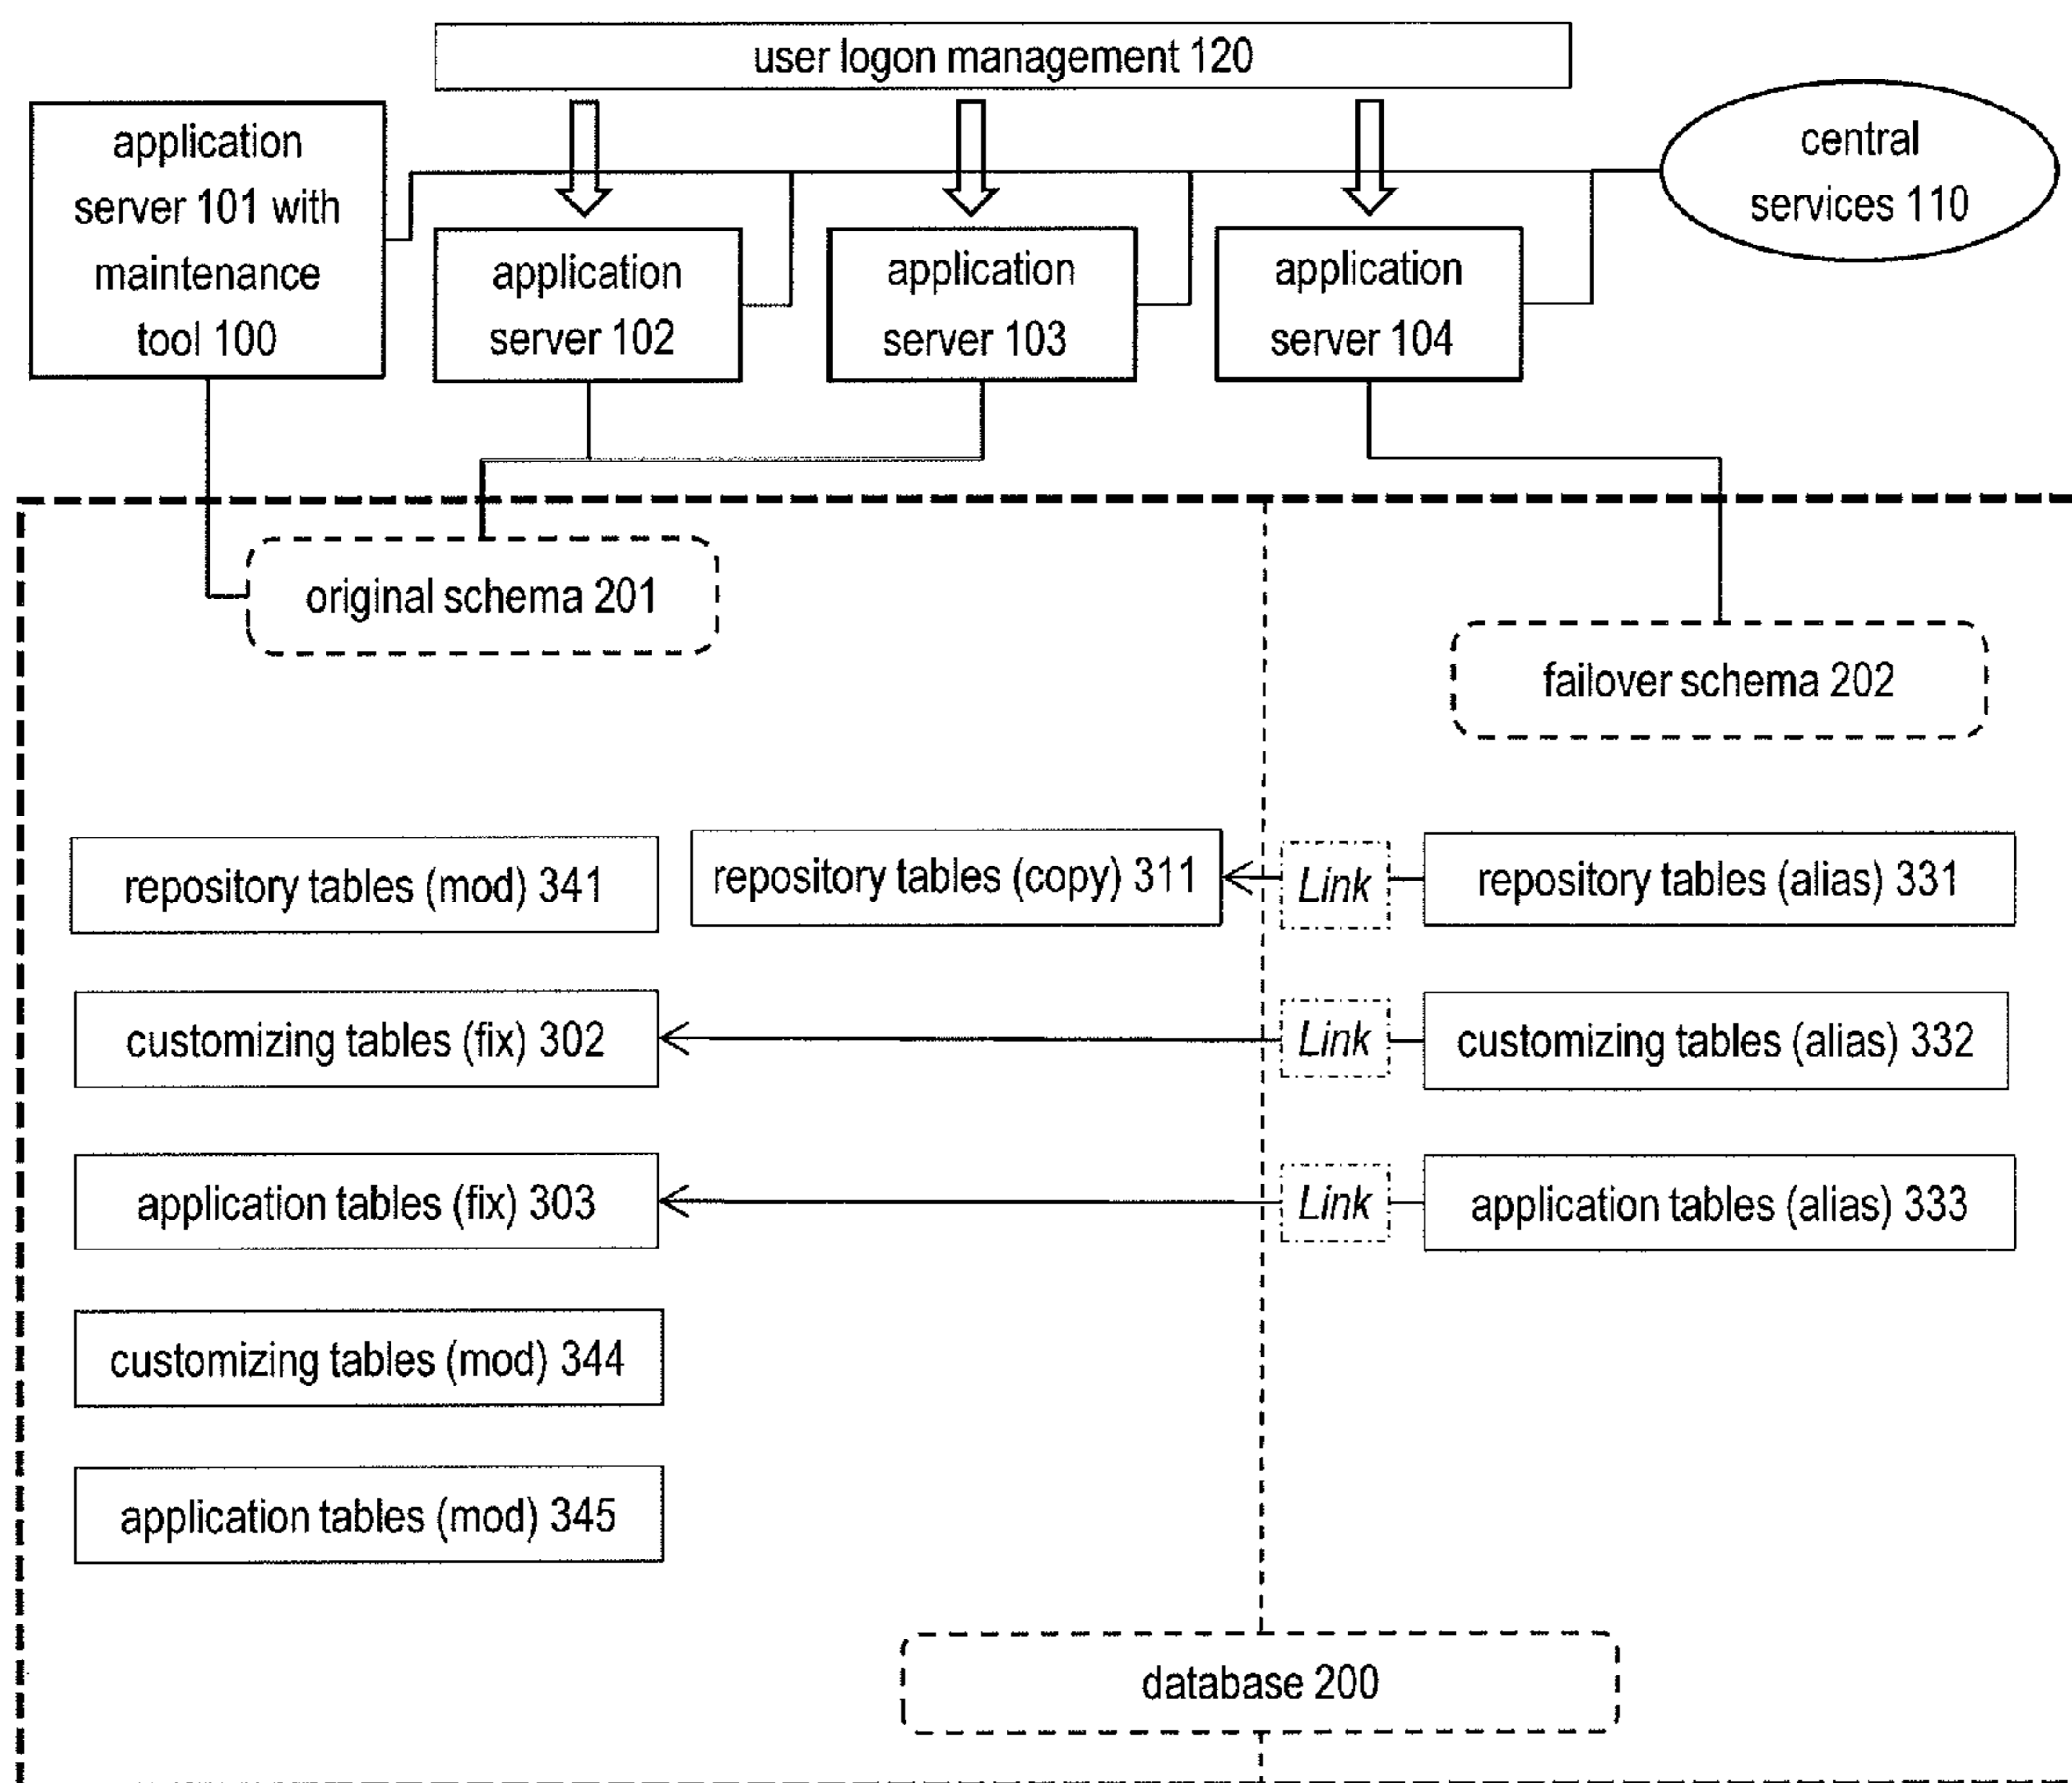 user logon management 120
application
server 101 with
maintenance
tool 100
central
services 110
application
server 102
application
server 103
application
server 104
original schema 201
failover schema 202
repository tables (mod) 341
repository tables (copy) 311
Link
repository tables (alias) 331
customizing tables (fix) 302
Link
customizing tables (alias) 332
application tables (fix) 303
Link
application tables (alias) 333
customizing tables (mod) 344
application tables (mod) 345
database 200